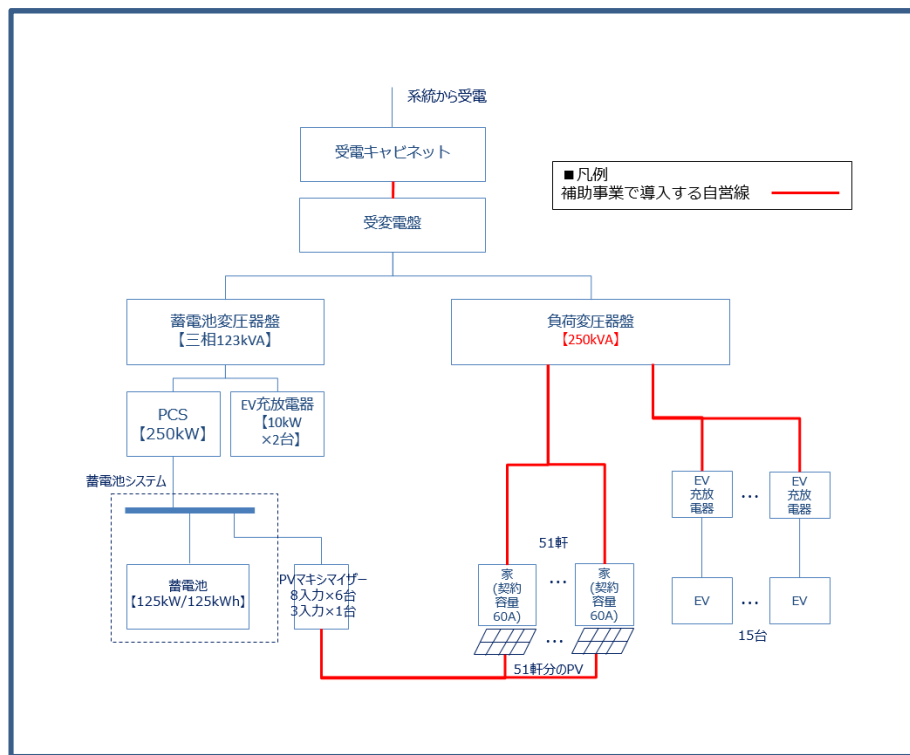 系統から受電
受電キャビネット
■凡例
補助事業で導入する自営線
受変電盤
蓄電池変圧器盤
【三相123kVA】
負荷変圧器盤
【250kVA】
PCS
【250kW】
EV充放電器
【10kW
×2台】
蓄電池システム
EV
充放
電器
…
EV
充放
電器
蓄電池
【125kW/125kWh】
PVマキシマイザー
8入力×6台
3入力×1台
51軒
家
(契約
容量
60A)
…
家
(契約
容量
60A)
EV
…
EV
15台
…
51軒分のPV